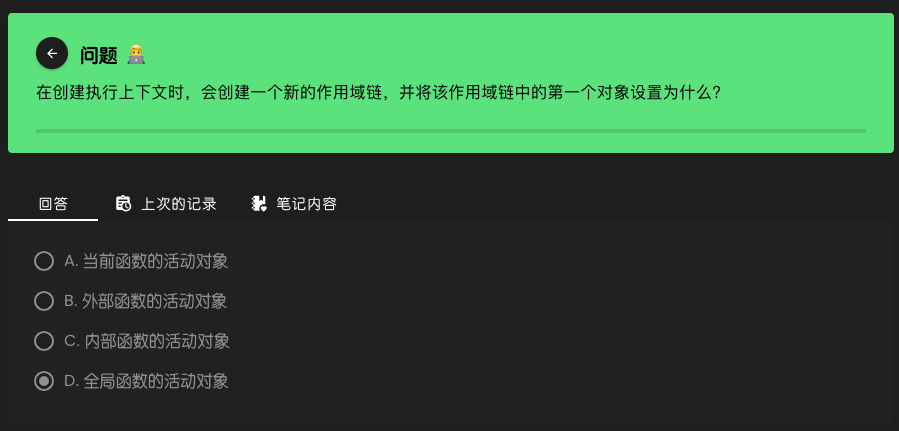 问题 🧑‍💻
在创建执行上下文时，会创建一个新的作用域链，并将该作用域链中的第一个对象设置为什么？
回答 上次的记录 笔记内容
A. 当前函数的活动对象
B. 外部函数的活动对象
C. 内部函数的活动对象
D. 全局函数的活动对象